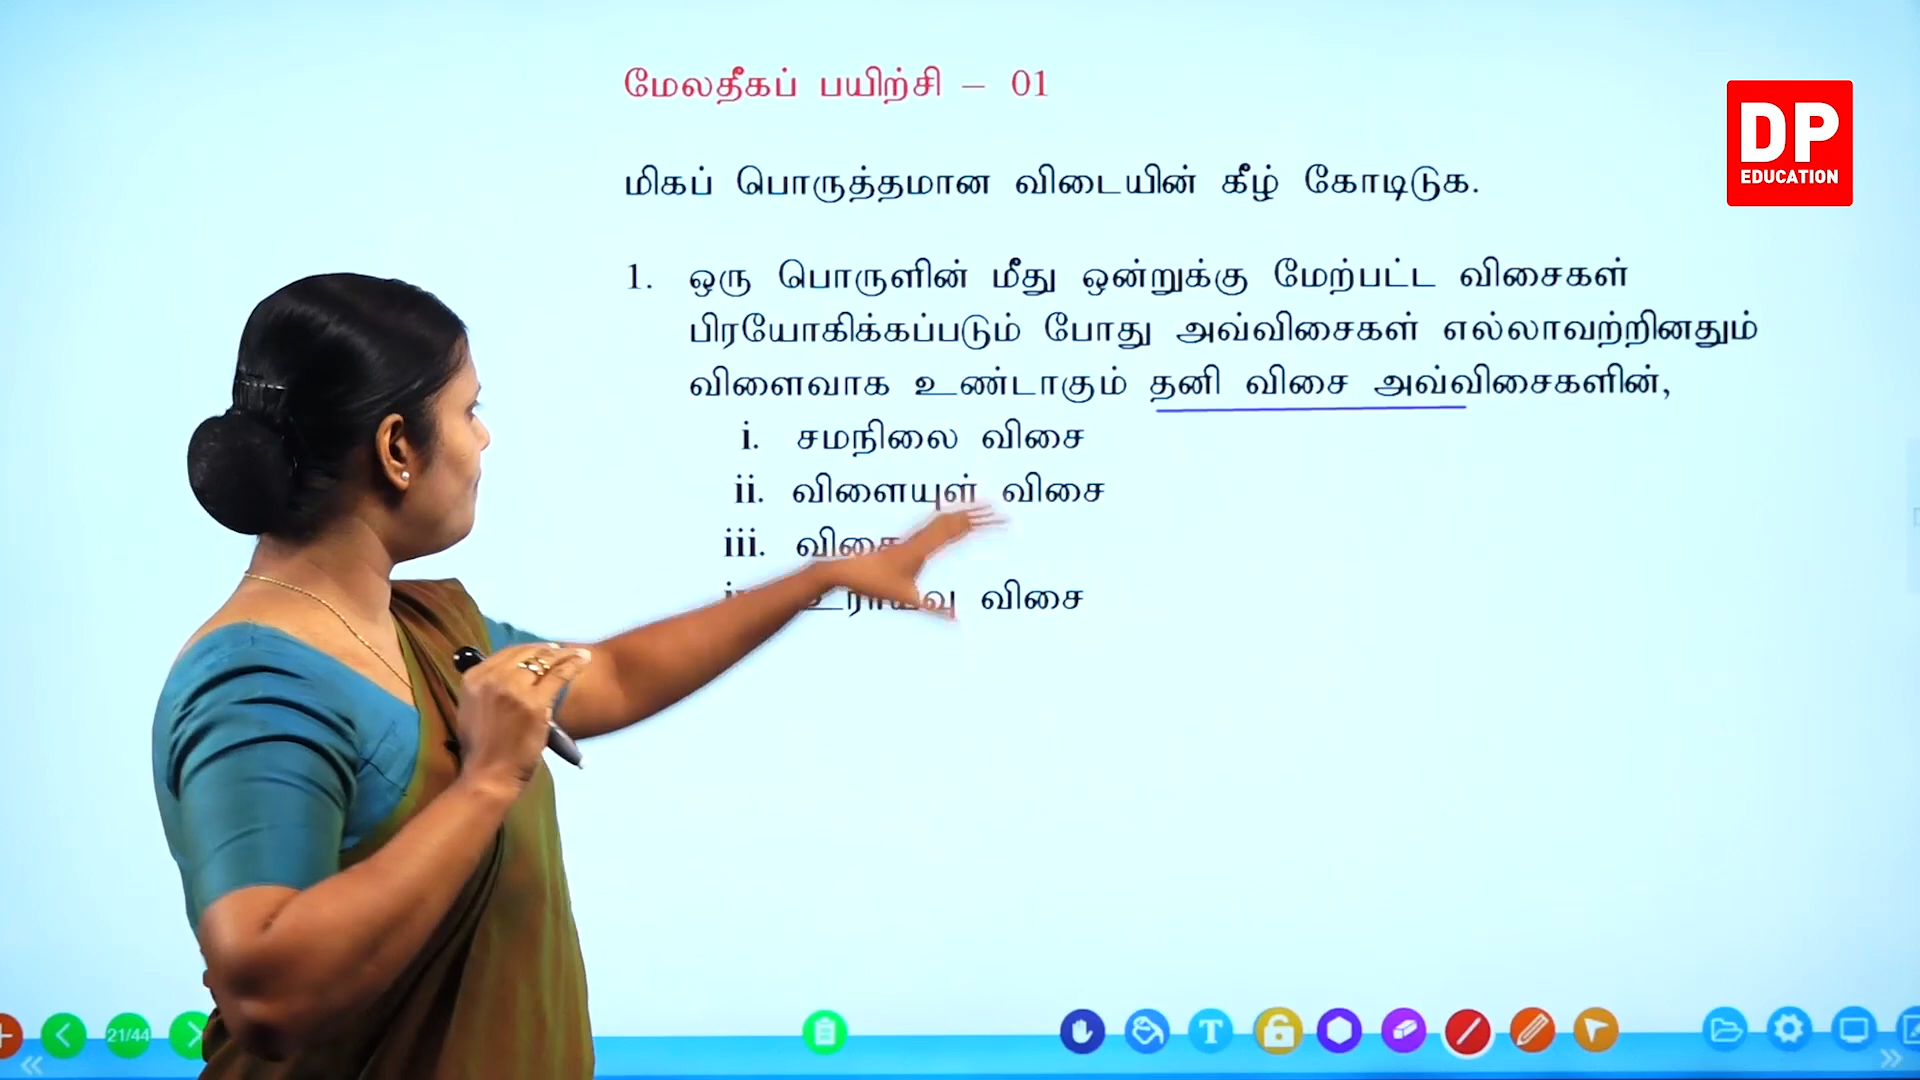 மேலதீகப் பயிற்சி – 01
DP
EDUCATION
மிகப் பொருத்தமான விடையின் கீழ் கோடிடுக.
1. ஒரு பொருளின் மீது ஒன்றுக்கு மேற்பட்ட விசைகள்
பிரயோகிக்கப்படும் போது அவ்விசைகள் எல்லாவற்றினதும்
விளைவாக உண்டாகும் தனி விசை அவ்விசைகளின்,
i. சமநிலை விசை
ii. விளையுள் விசை
iii.
விசை
21/44
T